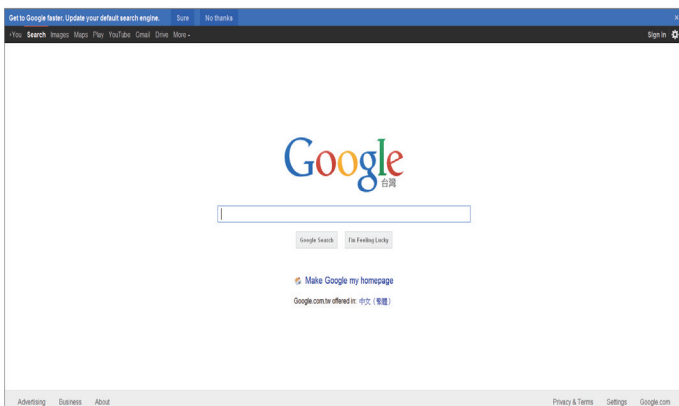 Get to Google faster. Update your default search engine. Sure No thanks ×
+You Search Images Maps Play YouTube Gmail Drive More Sign in
Google
台灣
Google Search I'm Feeling Lucky
Make Google my homepage
Google.com.tw offered in: 中文（繁體）
Advertising Business About Privacy & Terms Settings Google.com